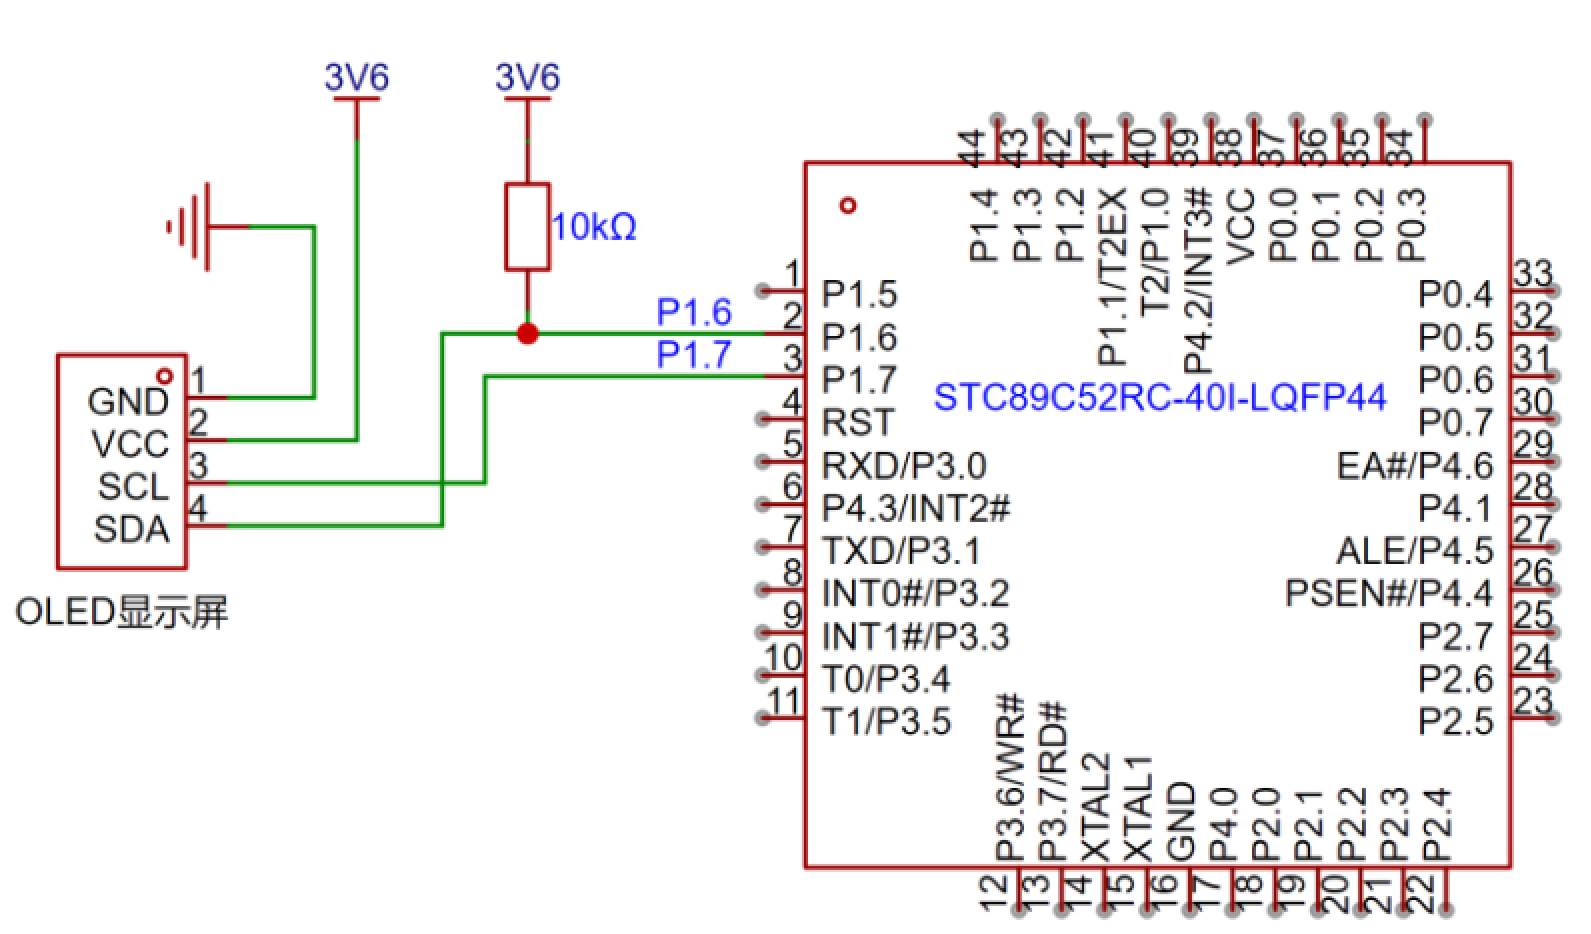 3V6
3V6
10kΩ
P1.6
P1.7
1
2
3
4
GND
VCC
SCL
SDA
OLED显示屏
44
43
42
41
40
39
38
37
36
35
34
P1.4
P1.3
P1.2
P1.1/T2EX
T2/P1.0
P4.2/INT3#
VCC
P0.0
P0.1
P0.2
P0.3
1
P1.5
2
P1.6
3
P1.7
4
RST
5
RXD/P3.0
6
P4.3/INT2#
7
TXD/P3.1
8
INT0#/P3.2
9
INT1#/P3.3
10
T0/P3.4
11
T1/P3.5
STC89C52RC-40I-LQFP44
33
P0.4
32
P0.5
31
P0.6
30
P0.7
29
EA#/P4.6
28
P4.1
27
ALE/P4.5
26
PSEN#/P4.4
25
P2.7
24
P2.6
23
P2.5
P3.6/WR#
P3.7/RD#
XTAL2
XTAL1
GND
P4.0
P2.0
P2.1
P2.2
P2.3
P2.4
12
13
14
15
16
17
18
19
20
21
22